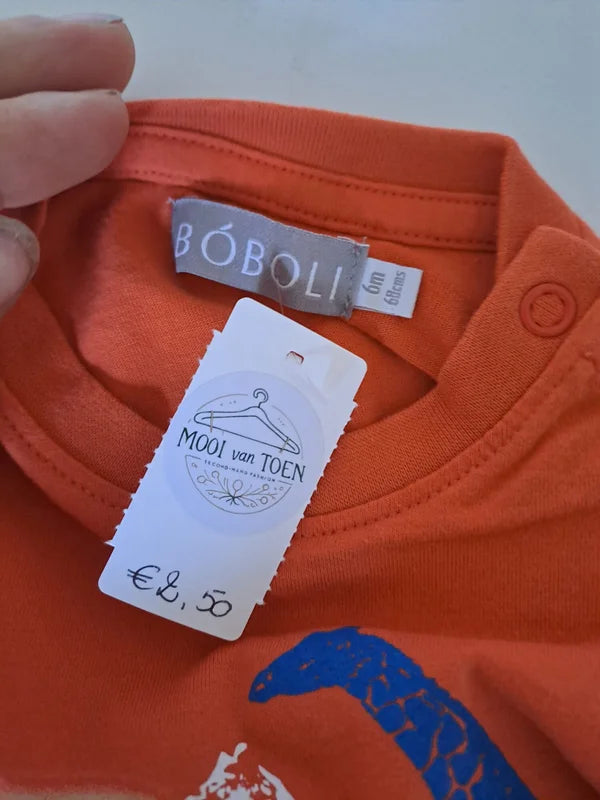 BÓBOLI
6m
68cms
MOOI van TOEN
SECOND-HAND FASHION
€2,50